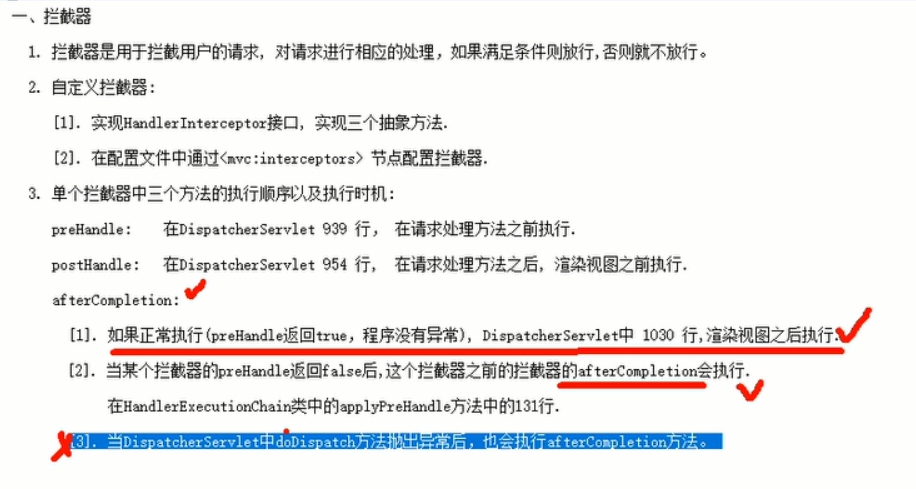 一、拦截器
1. 拦截器是用于拦截用户的请求，对请求进行相应的处理，如果满足条件则放行,否则就不放行。
2. 自定义拦截器:
[1]. 实现HandlerInterceptor接口, 实现三个抽象方法.
[2]. 在配置文件中通过<mvc:interceptors> 节点配置拦截器.
3. 单个拦截器中三个方法的执行顺序以及执行时机:
preHandle: 在DispatcherServlet 939 行， 在请求处理方法之前执行.
postHandle: 在DispatcherServlet 954 行， 在请求处理方法之后，渲染视图之前执行.
afterCompletion:
[1]. 如果正常执行(preHandle返回true，程序没有异常), DispatcherServlet中 1030 行,渲染视图之后执行.
[2]. 当某个拦截器的preHandle返回false后,这个拦截器之前的拦截器的afterCompletion会执行.
在HandlerExecutionChain类中的applyPreHandle方法中的131行.
[3]. 当DispatcherServlet中doDispatch方法抛出异常后，也会执行afterCompletion方法。